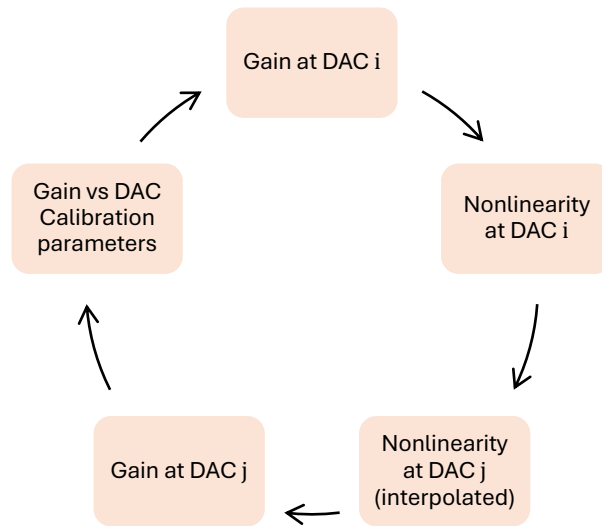 Gain at DAC i
Nonlinearity
at DAC i
Nonlinearity
at DAC j
(interpolated)
Gain at DAC j
Gain vs DAC
Calibration
parameters